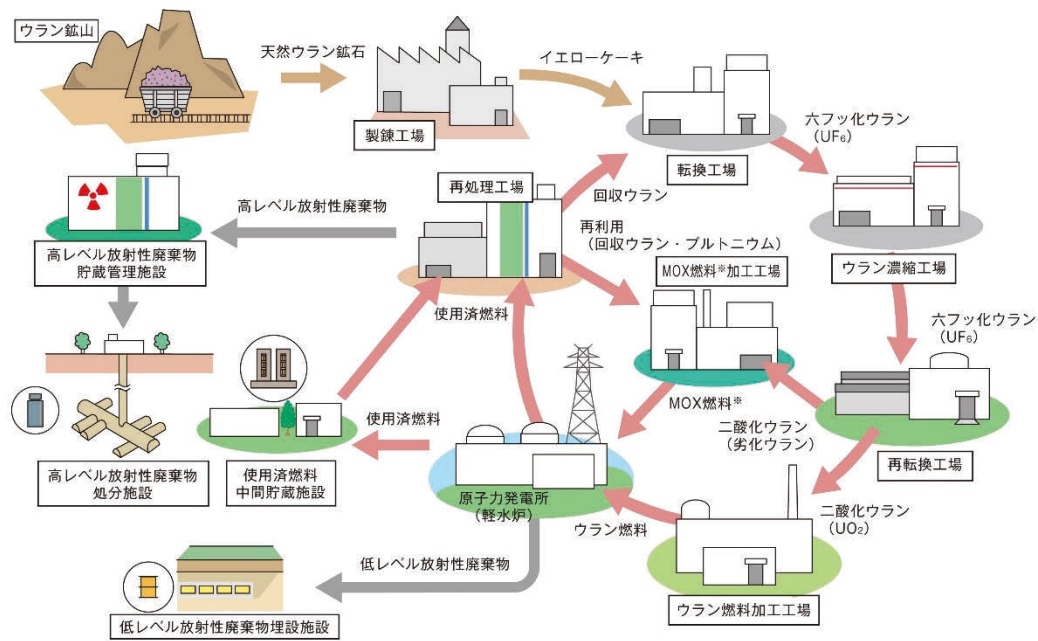 ウラン鉱山
天然ウラン鉱石
製錬工場
イエローケーキ
転換工場
六フッ化ウラン
（UF₆）
ウラン濃縮工場
再処理工場
回収ウラン
再利用
（回収ウラン・プルトニウム）
MOX燃料※加工工場
高レベル放射性廃棄物
高レベル放射性廃棄物
貯蔵管理施設
使用済燃料
六フッ化ウラン
（UF₆）
MOX燃料※
二酸化ウラン
（劣化ウラン）
再転換工場
使用済燃料
高レベル放射性廃棄物
処分施設
使用済燃料
中間貯蔵施設
原子力発電所
（軽水炉）
ウラン燃料
二酸化ウラン
（UO₂）
ウラン燃料加工工場
低レベル放射性廃棄物
低レベル放射性廃棄物埋設施設